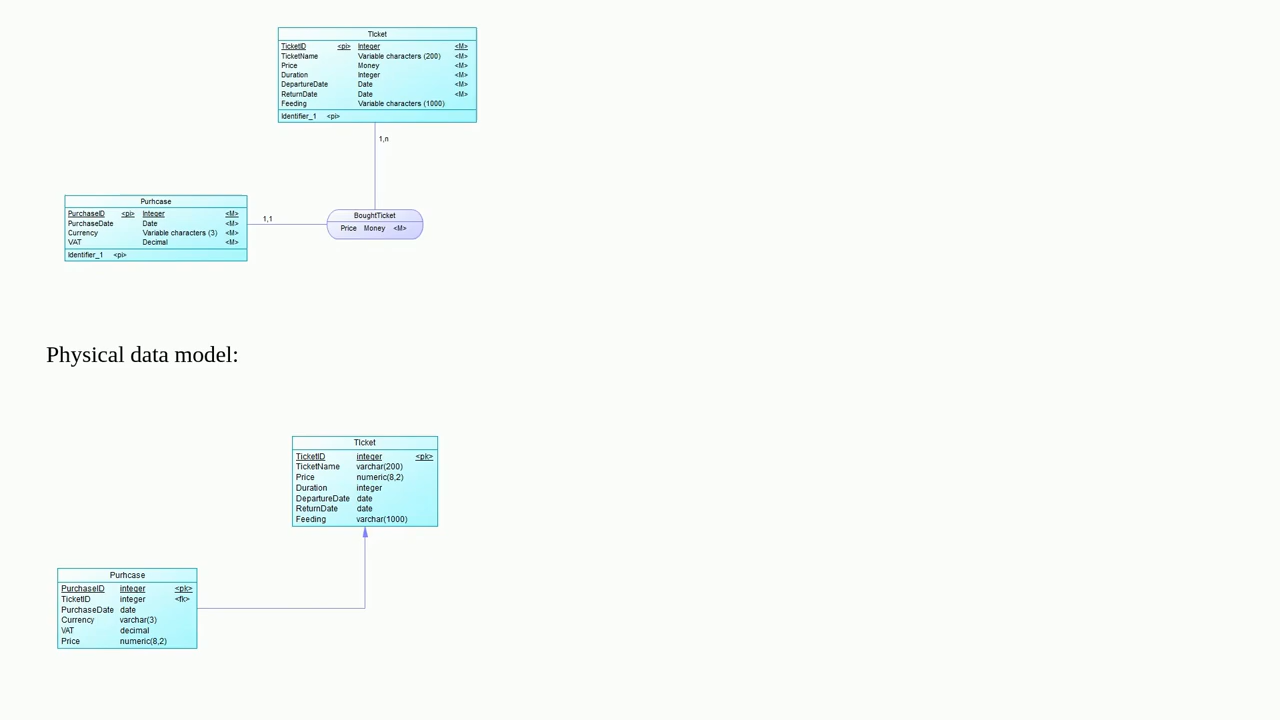 Ticket
TicketID <pi> Integer <M>
TicketName Variable characters (200) <M>
Price Money <M>
Duration Integer <M>
DepartureDate Date <M>
ReturnDate Date <M>
Feeding Variable characters (1000)
Identifier_1 <pi>
1,n
Purhcase
PurchaseID <pi> Integer <M>
PurchaseDate Date <M>
Currency Variable characters (3) <M>
VAT Decimal <M>
Identifier_1 <pi>
1,1
BoughtTicket
Price Money <M>
Physical data model:
Ticket
TicketID integer <pk>
TicketName varchar(200)
Price numeric(8,2)
Duration integer
DepartureDate date
ReturnDate date
Feeding varchar(1000)
Purhcase
PurchaseID integer <pk>
TicketID integer <fk>
PurchaseDate date
Currency varchar(3)
VAT decimal
Price numeric(8,2)